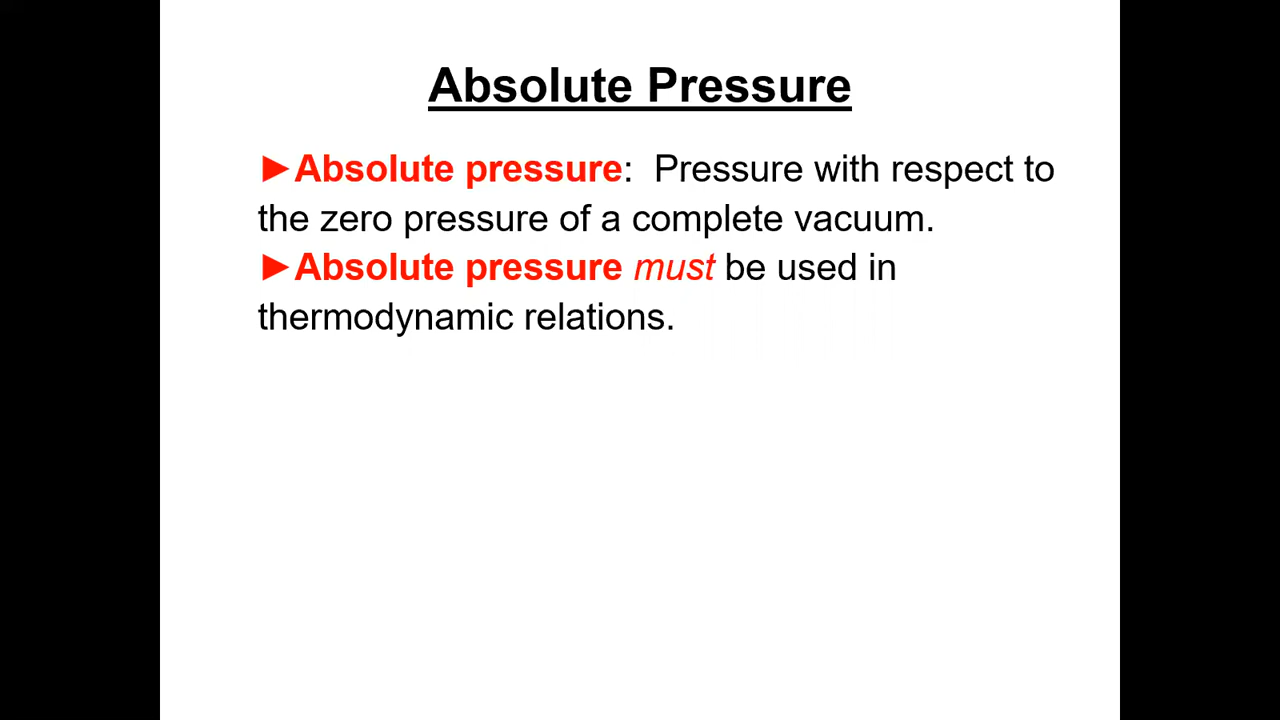 Absolute Pressure
►Absolute pressure:  Pressure with respect to
the zero pressure of a complete vacuum.
►Absolute pressure must be used in
thermodynamic relations.